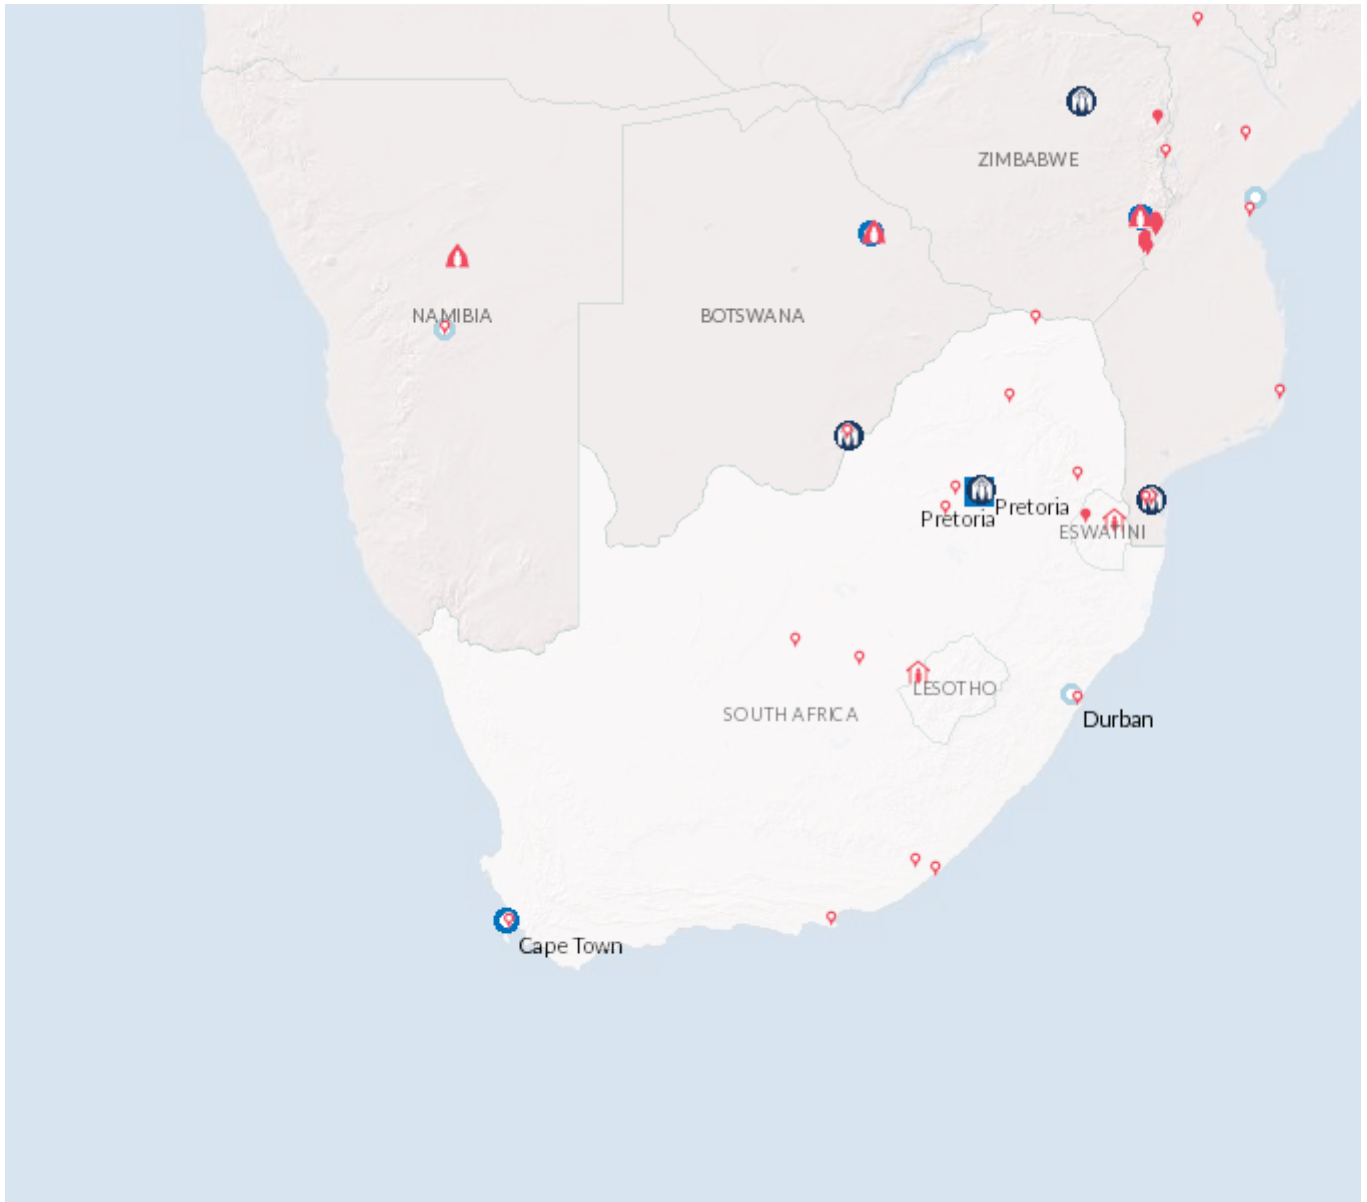 ZIMBABWE
NAMIBIA
BOTSWANA
Pretoria
Pretoria
ESWATINI
LESOTHO
SOUTH AFRICA
Durban
Cape Town